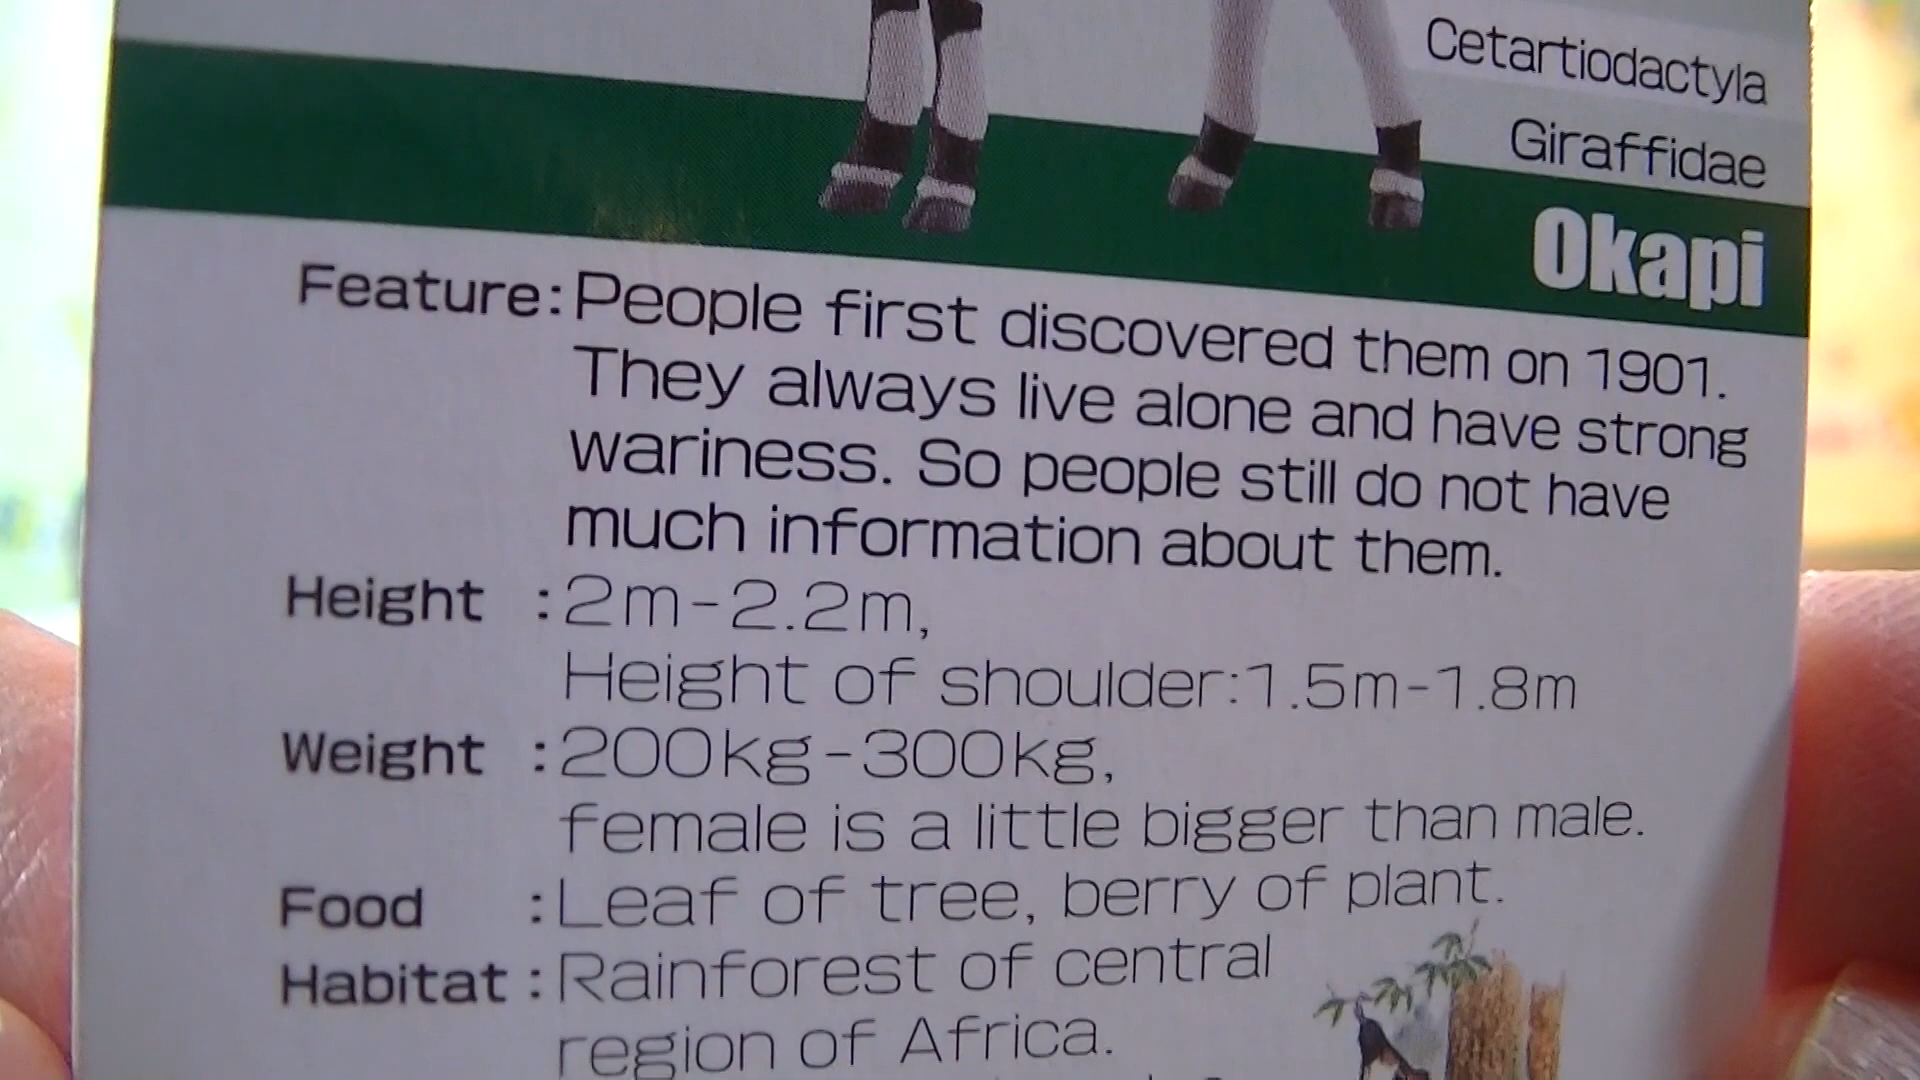 Cetartiodactyla
Giraffidae
Okapi
Feature:People first discovered them on 1901.
They always live alone and have strong
wariness. So people still do not have
much information about them.
Height :2m-2.2m,
Height of shoulder:1.5m-1.8m
Weight :200kg-300kg,
female is a little bigger than male.
Food :Leaf of tree, berry of plant.
Habitat :Rainforest of central
region of Africa.